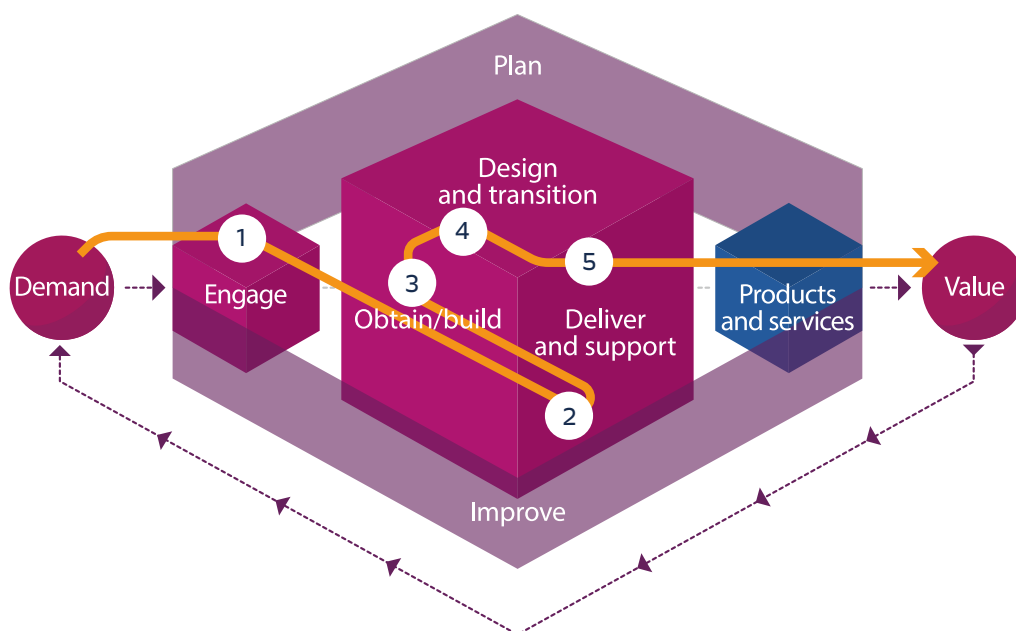 Plan
Design
and transition
1
4
5
3
Demand
Engage
Obtain/build
Deliver
and support
Products
and services
Value
2
Improve